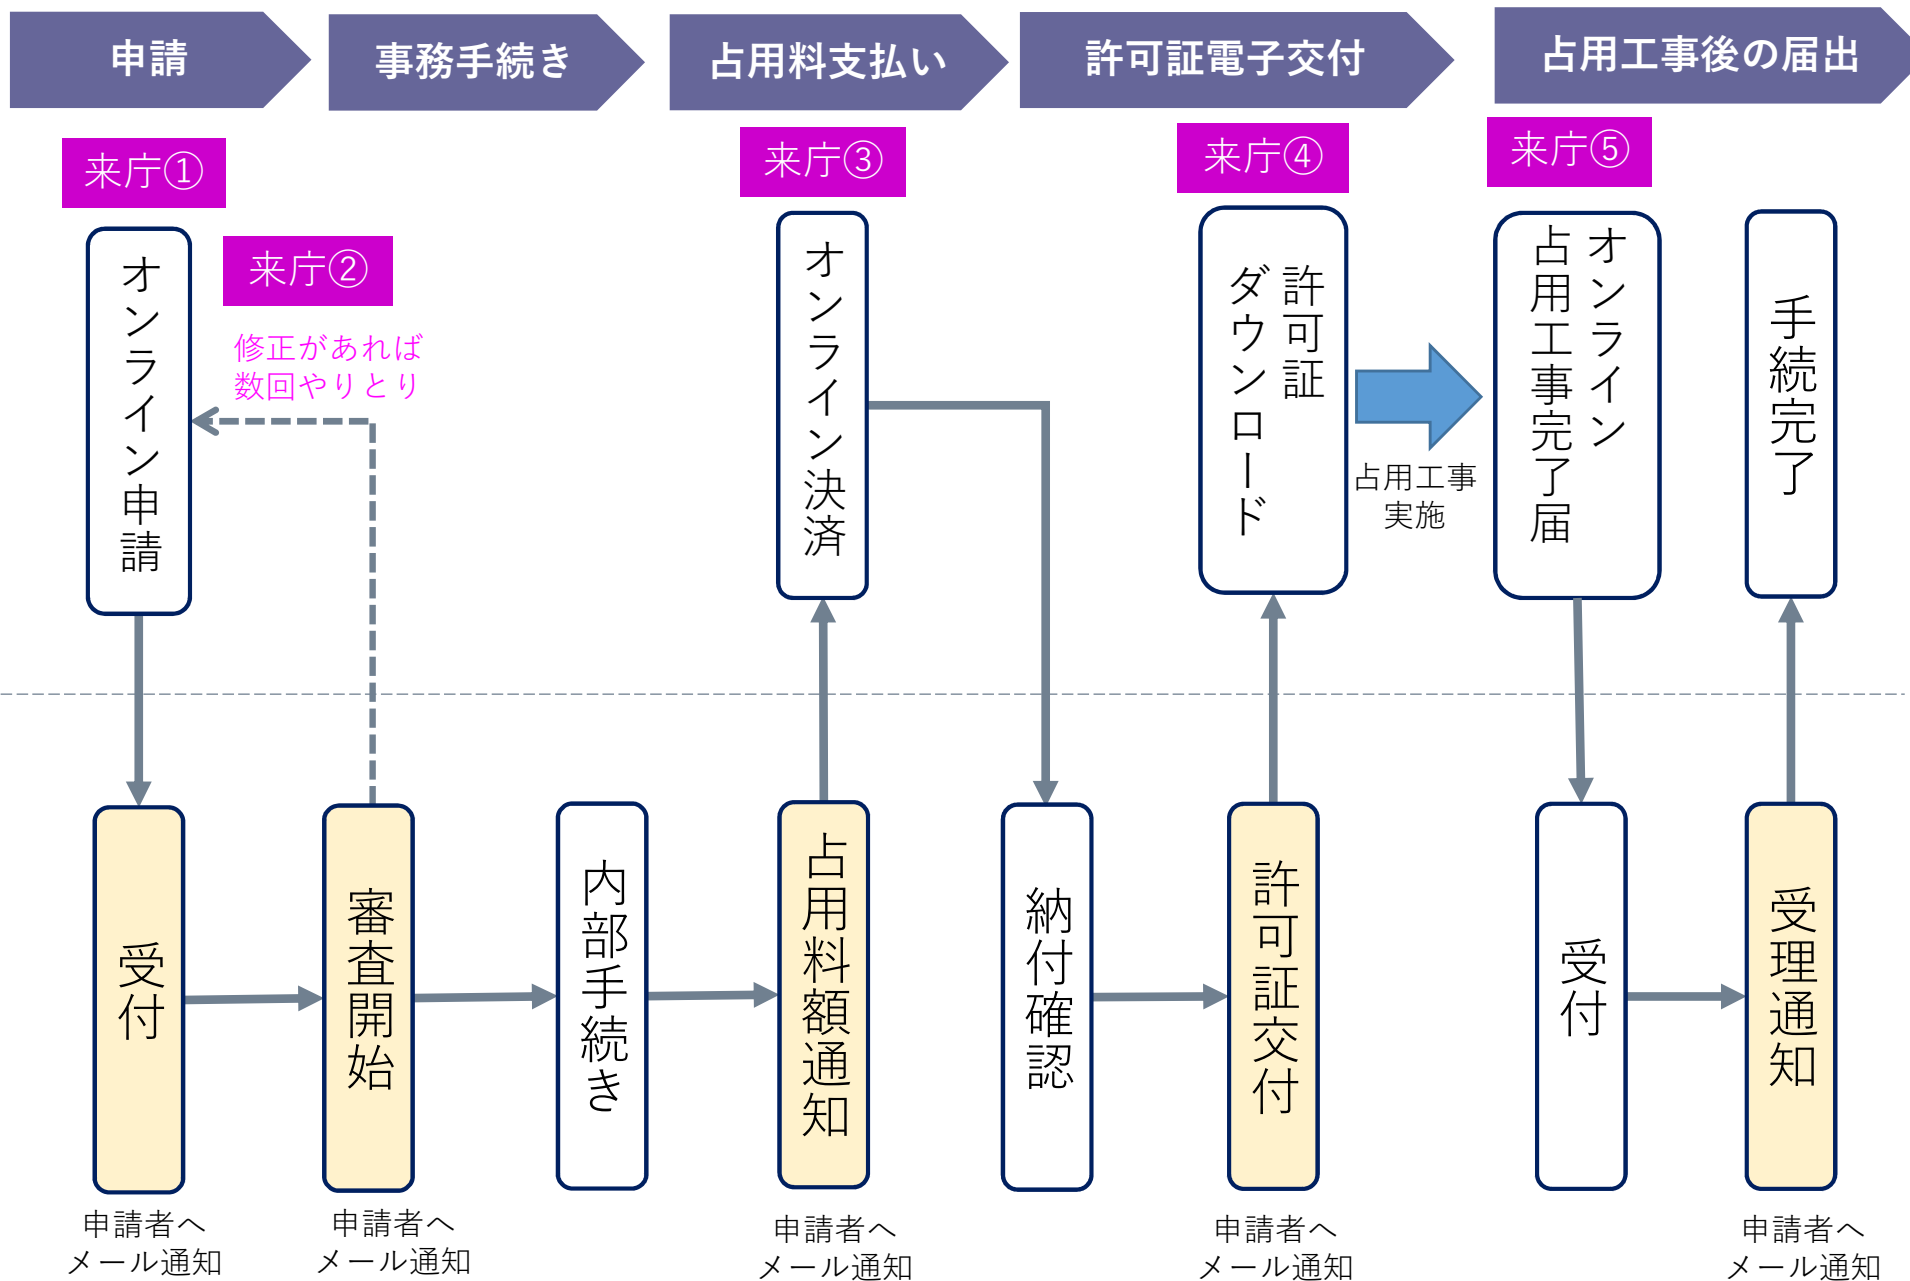 申請
事務手続き
占用料支払い
許可証電子交付
占用工事後の届出
来庁①
来庁②
来庁③
来庁④
来庁⑤
オンライン申請
修正があれば
数回やりとり
オンライン決済
許可証
ダウンロード
占用工事
実施
オンライン
占用工事完了届
手続完了
受付
審査開始
内部手続き
占用料額通知
納付確認
許可証交付
受付
受理通知
申請者へ
メール通知
申請者へ
メール通知
申請者へ
メール通知
申請者へ
メール通知
申請者へ
メール通知